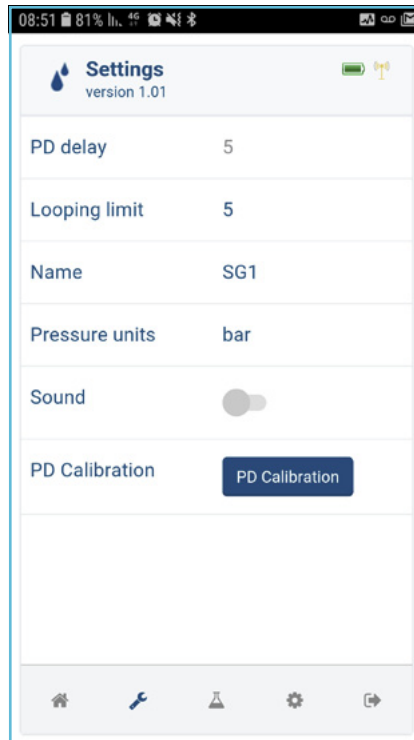 08:51 81% 4G
Settings
version 1.01
PD delay 5
Looping limit 5
Name SG1
Pressure units bar
Sound
PD Calibration PD Calibration